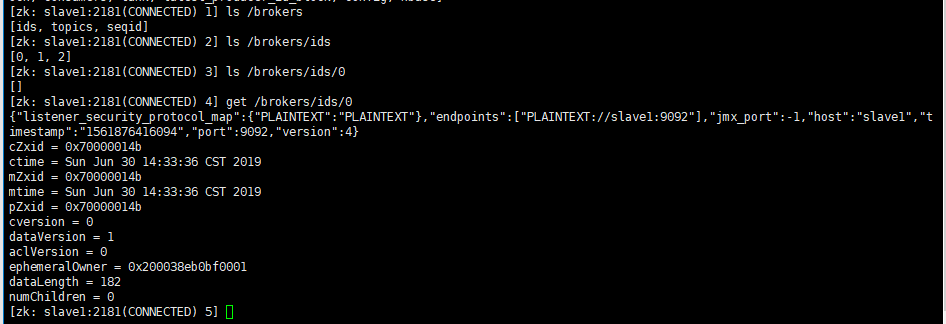 [zk: slave1:2181(CONNECTED) 1] ls /brokers
[ids, topics, seqid]
[zk: slave1:2181(CONNECTED) 2] ls /brokers/ids
[0, 1, 2]
[zk: slave1:2181(CONNECTED) 3] ls /brokers/ids/0
[]
[zk: slave1:2181(CONNECTED) 4] get /brokers/ids/0
{"listener_security_protocol_map":{"PLAINTEXT":"PLAINTEXT"},"endpoints":["PLAINTEXT://slave1:9092"],"jmx_port":-1,"host":"slave1","t
imestamp":"1561876416094","port":9092,"version":4}
cZxid = 0x70000014b
ctime = Sun Jun 30 14:33:36 CST 2019
mZxid = 0x70000014b
mtime = Sun Jun 30 14:33:36 CST 2019
pZxid = 0x70000014b
cversion = 0
dataVersion = 1
aclVersion = 0
ephemeralOwner = 0x200038eb0bf0001
dataLength = 182
numChildren = 0
[zk: slave1:2181(CONNECTED) 5]